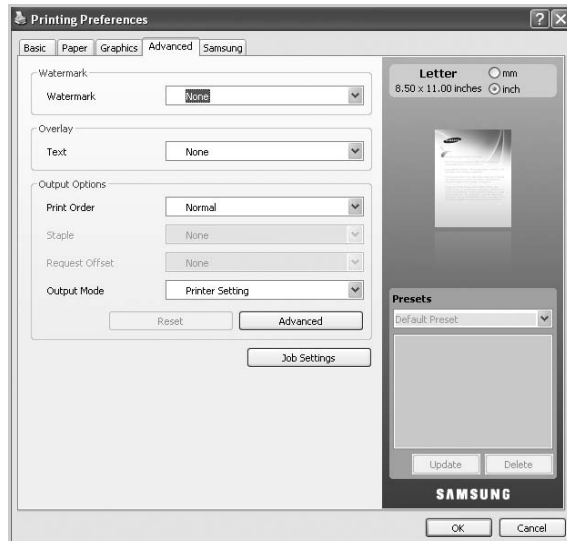 Printing Preferences
Basic Paper Graphics Advanced Samsung
Watermark
Watermark None
Overlay
Text None
Output Options
Print Order Normal
Staple None
Request Offset None
Output Mode Printer Setting
Reset Advanced
Job Settings
Letter mm
8.50 x 11.00 inches inch
Presets
Default Preset
Update Delete
SAMSUNG
OK Cancel